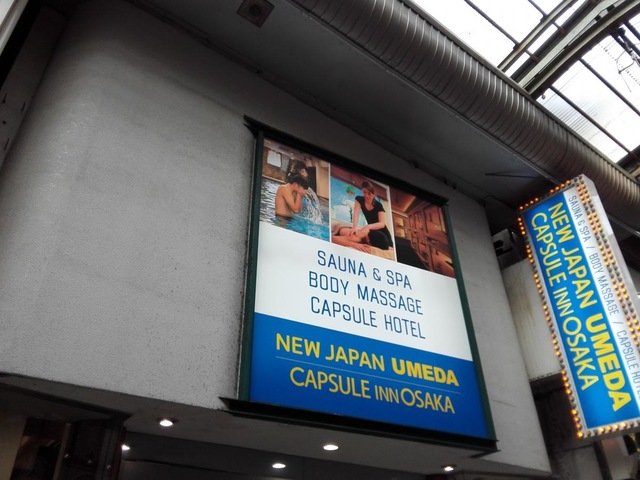 SAUNA & SPA
BODY MASSAGE
CAPSULE HOTEL
NEW JAPAN UMEDA
CAPSULE INN OSAKA
SAUNA & SPA / BODY MASSAGE / CAPSULE HOTEL
NEW JAPAN UMEDA
CAPSULE INN OSAKA